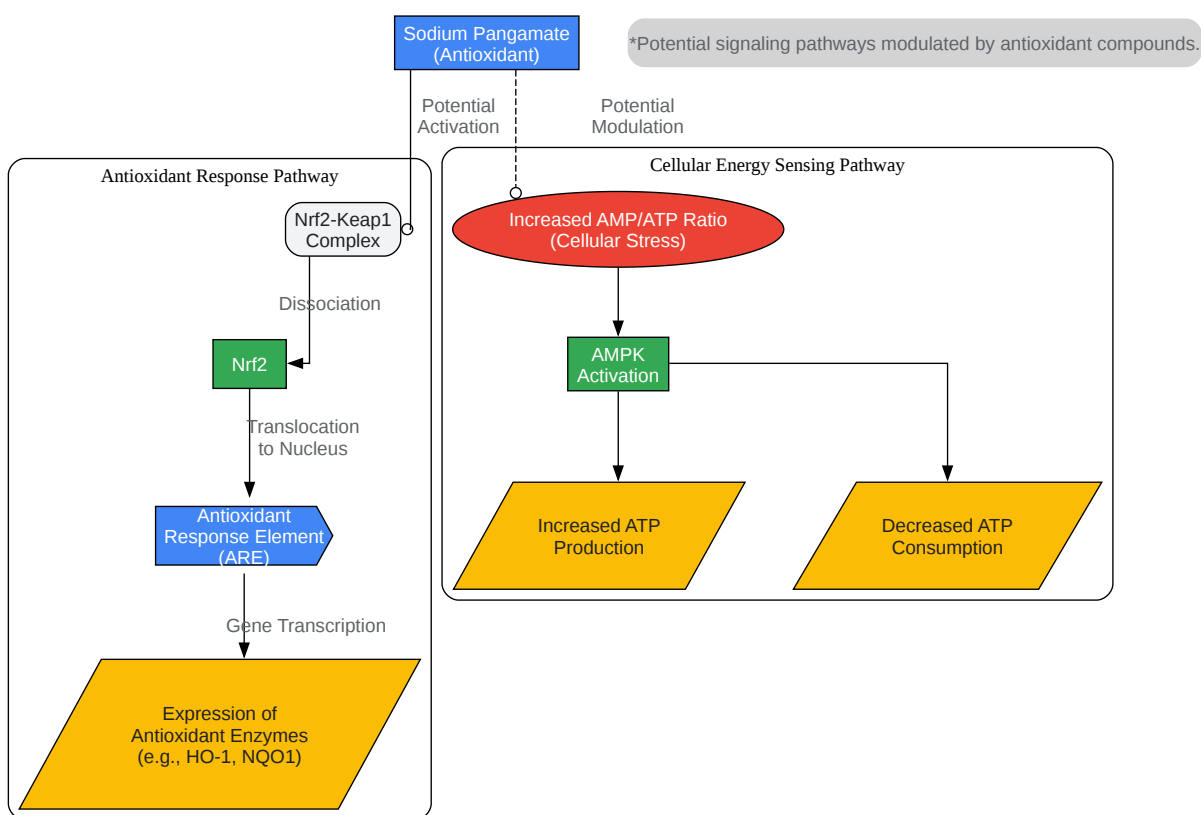 Sodium Pangamate
(Antioxidant)
*Potential signaling pathways modulated by antioxidant compounds.
Potential
Activation
Potential
Modulation
Antioxidant Response Pathway
Nrf2-Keap1
Complex
Dissociation
Nrf2
Translocation
to Nucleus
Antioxidant
Response Element
(ARE)
Gene Transcription
Expression of
Antioxidant Enzymes
(e.g., HO-1, NQO1)
Cellular Energy Sensing Pathway
Increased AMP/ATP Ratio
(Cellular Stress)
AMPK
Activation
Increased ATP
Production
Decreased ATP
Consumption